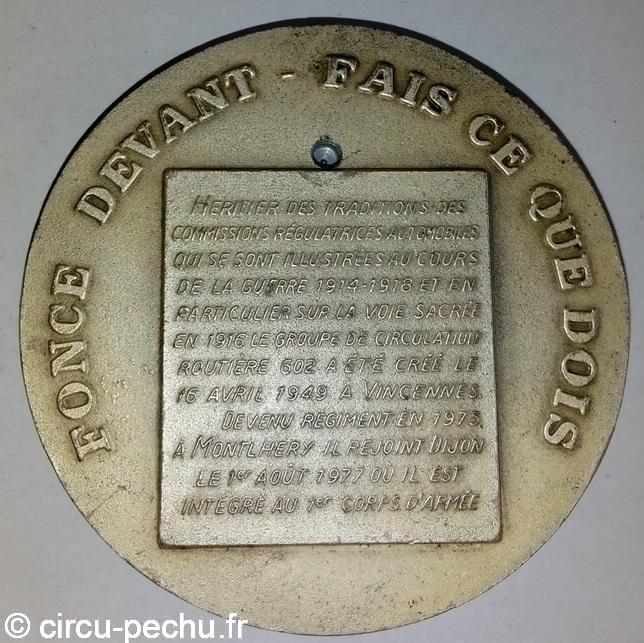 FONCE DEVANT - FAIS CE QUE DOIS
HERITIER DES TRADITIONS DES
COMMISSIONS RÉGULATRICES AUTOMOBILES
QUI SE SONT ILLUSTRÉES AU COURS
DE LA GUERRE 1914-1918 ET EN
PARTICULIER SUR LA VOIE SACRÉE
EN 1916 LE GROUPE DE CIRCULATION
ROUTIÈRE 602 A ÉTÉ CRÉÉ LE
16 AVRIL 1949 À VINCENNES.
DEVENU RÉGIMENT EN 1975
À MONTLHERY IL REJOINT DIJON
LE 1er AOÛT 1977 OÙ IL EST
INTEGRÉ AU 1er CORPS D'ARMÉE
© circu-pechu.fr